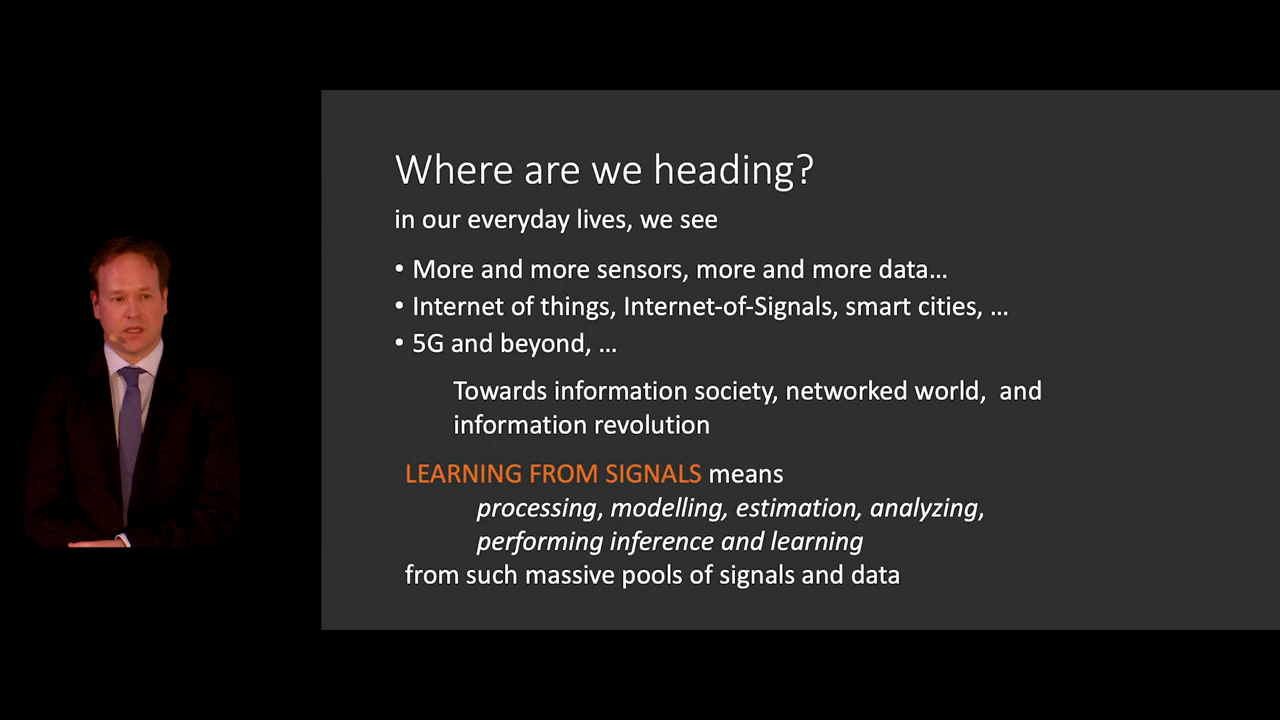 Where are we heading?
in our everyday lives, we see
• More and more sensors, more and more data…
• Internet of things, Internet-of-Signals, smart cities, …
• 5G and beyond, …
Towards information society, networked world,  and
information revolution
LEARNING FROM SIGNALS means
processing, modelling, estimation, analyzing,
performing inference and learning
from such massive pools of signals and data